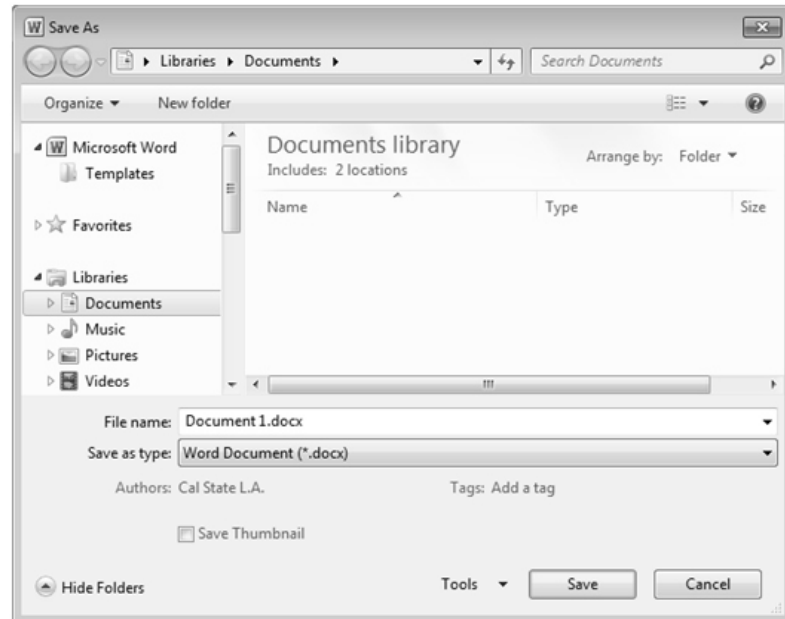 Save As
Libraries Documents
Search Documents
Organize
New folder
Microsoft Word
Templates
Favorites
Libraries
Documents
Music
Pictures
Videos
Documents library
Includes: 2 locations
Arrange by: Folder
Name Type Size
File name: Document 1.docx
Save as type: Word Document (*.docx)
Authors: Cal State L.A. Tags: Add a tag
Save Thumbnail
Hide Folders Tools Save Cancel